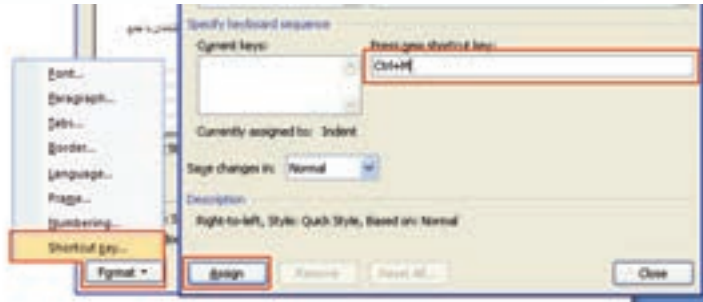 Font...
Paragraph...
Tabs...
Border...
Language...
Frame...
Numbering...
Shortcut key...
Format
Specify keyboard sequence
Current keys:
Press new shortcut key:
Ctrl+M
Currently assigned to: Indent
Save changes in: Normal
Description
Right-to-left, Style: Quick Style, Based on: Normal
Assign
Remove
Reset All...
Close